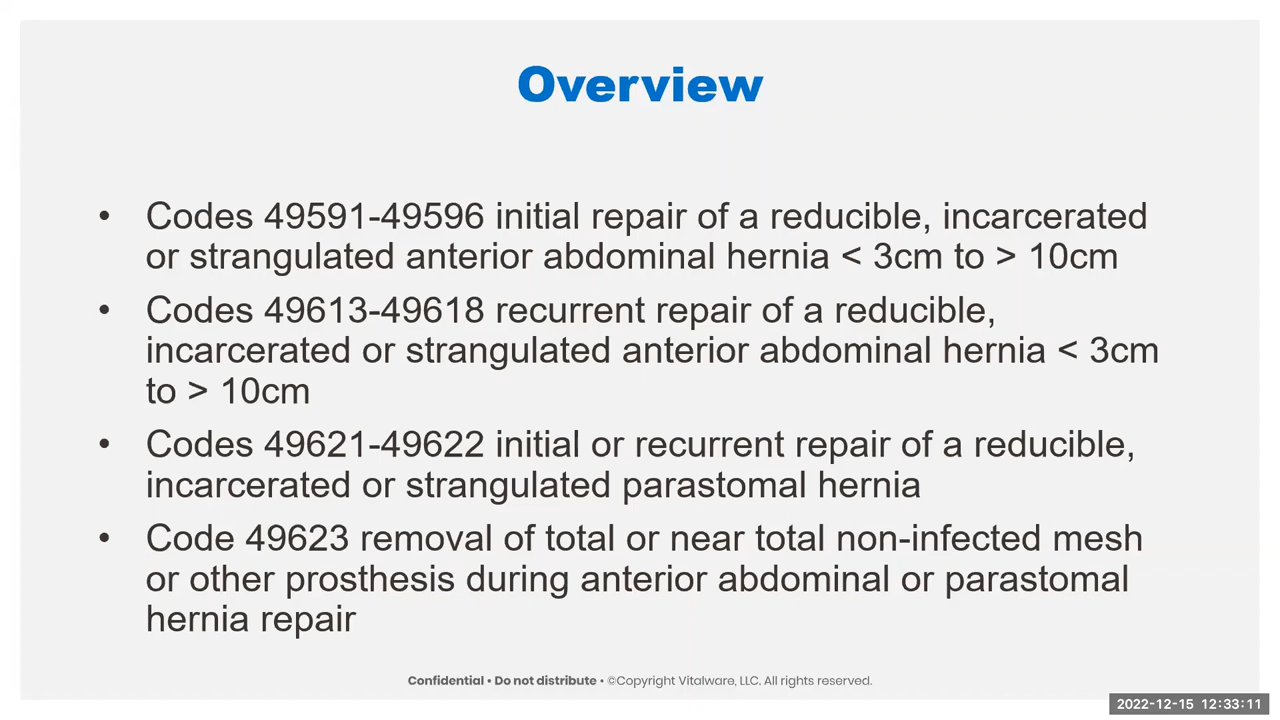 Overview
• Codes 49591-49596 initial repair of a reducible, incarcerated
or strangulated anterior abdominal hernia < 3cm to > 10cm
• Codes 49613-49618 recurrent repair of a reducible,
incarcerated or strangulated anterior abdominal hernia < 3cm
to > 10cm
• Codes 49621-49622 initial or recurrent repair of a reducible,
incarcerated or strangulated parastomal hernia
• Code 49623 removal of total or near total non-infected mesh
or other prosthesis during anterior abdominal or parastomal
hernia repair
Confidential • Do not distribute • ©Copyright Vitalware, LLC. All rights reserved.
2022-12-15 12:33:11